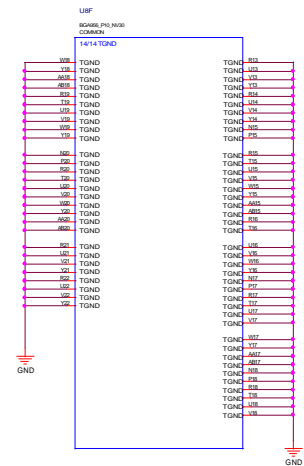 U8F
BGA956_P10_NV30
COMMON
14/14 TGND
W18 TGND TGND R13
Y18 TGND TGND U13
AA18 TGND TGND V13
AB18 TGND TGND Y13
R19 TGND TGND R14
T19 TGND TGND U14
U19 TGND TGND V14
V19 TGND TGND Y14
W19 TGND TGND N15
Y19 TGND TGND P15
N20 TGND TGND R15
P20 TGND TGND T15
R20 TGND TGND U15
T20 TGND TGND V15
U20 TGND TGND W15
V20 TGND TGND Y15
W20 TGND TGND AA15
Y20 TGND TGND AB15
AA20 TGND TGND R16
AB20 TGND TGND T16
R21 TGND TGND U16
U21 TGND TGND V16
V21 TGND TGND W16
Y21 TGND TGND Y16
R22 TGND TGND N17
U22 TGND TGND P17
V22 TGND TGND R17
Y22 TGND TGND T17
TGND U17
TGND V17
TGND W17
TGND Y17
TGND AA17
TGND AB17
TGND N18
TGND P18
TGND R18
TGND T18
TGND U18
TGND V18
GND
GND